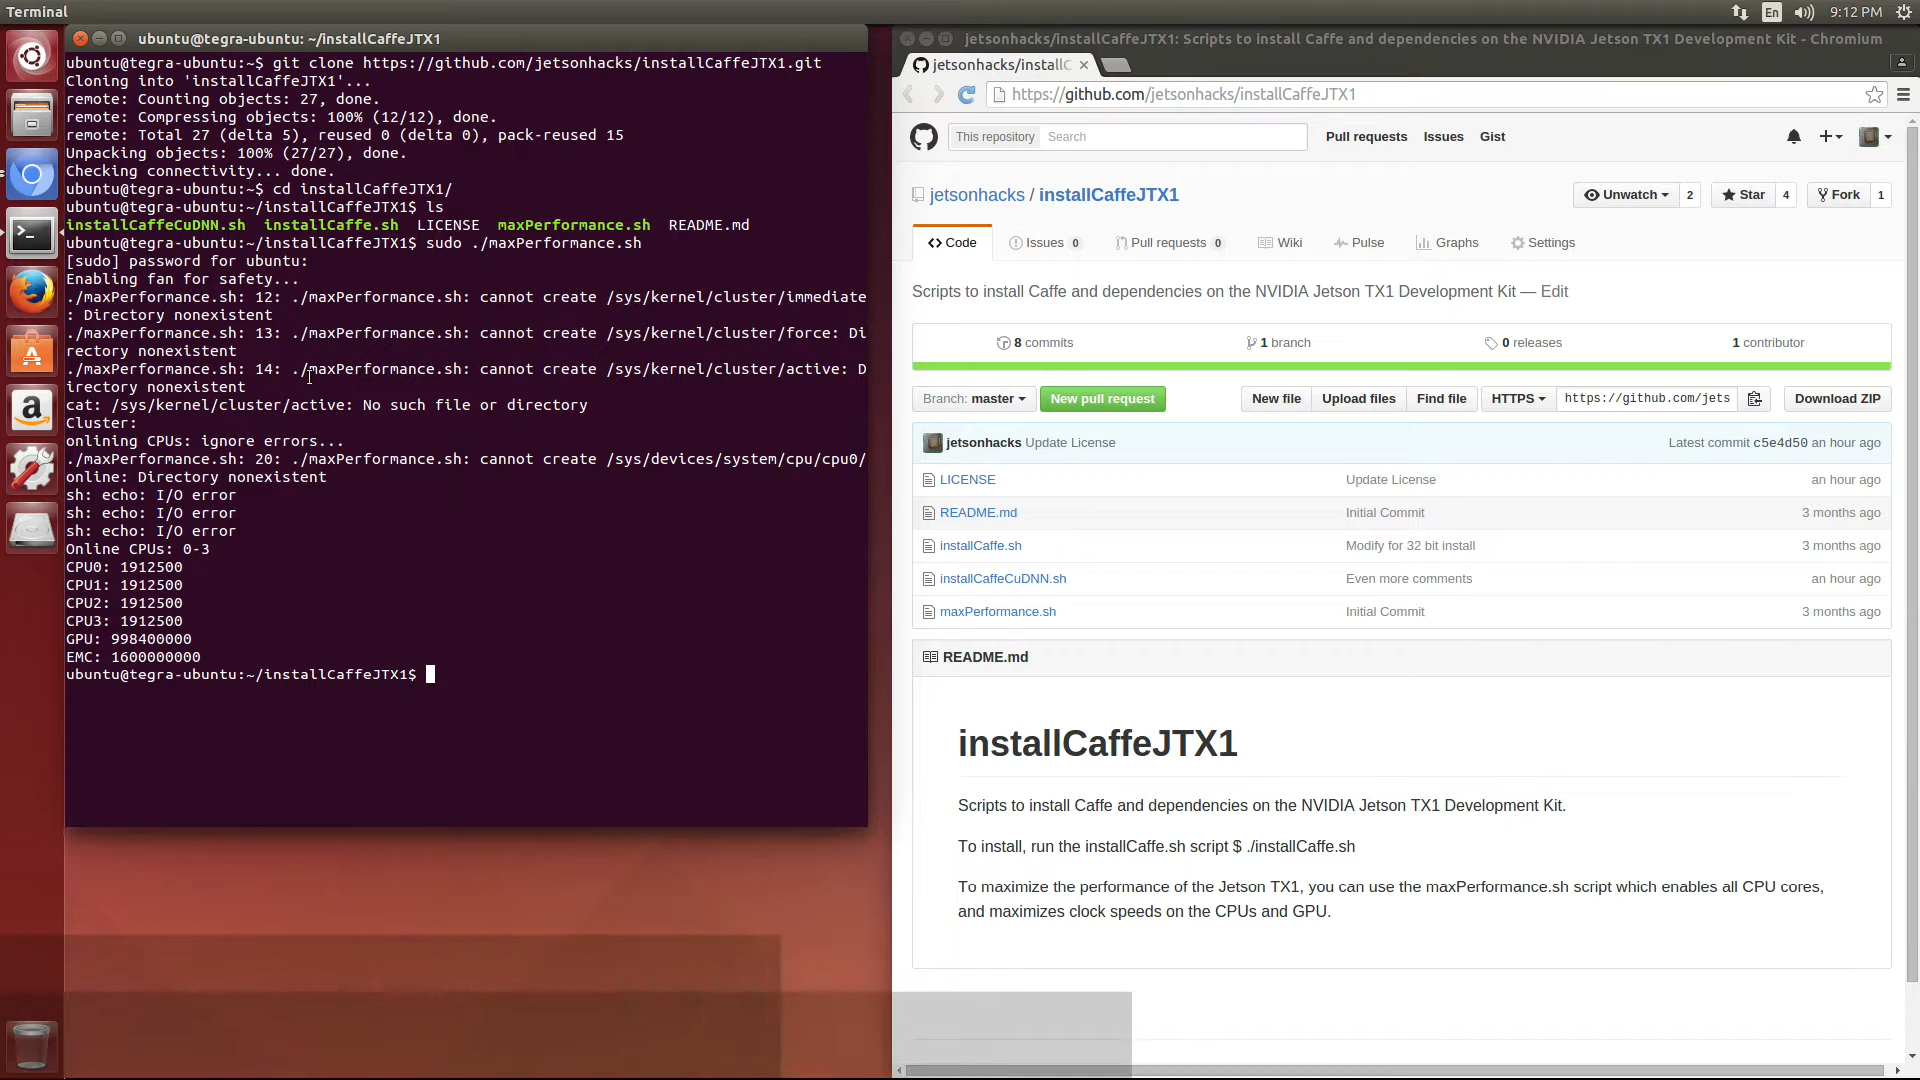 Terminal
En
9:12 PM
ubuntu@tegra-ubuntu: ~/installCaffeJTX1
ubuntu@tegra-ubuntu:~$ git clone https://github.com/jetsonhacks/installCaffeJTX1.git
Cloning into 'installCaffeJTX1'...
remote: Counting objects: 27, done.
remote: Compressing objects: 100% (12/12), done.
remote: Total 27 (delta 5), reused 0 (delta 0), pack-reused 15
Unpacking objects: 100% (27/27), done.
Checking connectivity... done.
ubuntu@tegra-ubuntu:~$ cd installCaffeJTX1/
ubuntu@tegra-ubuntu:~/installCaffeJTX1$ ls
installCaffeCuDNN.sh  installCaffe.sh  LICENSE  maxPerformance.sh  README.md
ubuntu@tegra-ubuntu:~/installCaffeJTX1$ sudo ./maxPerformance.sh
[sudo] password for ubuntu:
Enabling fan for safety...
./maxPerformance.sh: 12: ./maxPerformance.sh: cannot create /sys/kernel/cluster/immediate
: Directory nonexistent
./maxPerformance.sh: 13: ./maxPerformance.sh: cannot create /sys/kernel/cluster/force: Di
rectory nonexistent
./maxPerformance.sh: 14: ./maxPerformance.sh: cannot create /sys/kernel/cluster/active: D
irectory nonexistent
cat: /sys/kernel/cluster/active: No such file or directory
Cluster:
onlining CPUs: ignore errors...
./maxPerformance.sh: 20: ./maxPerformance.sh: cannot create /sys/devices/system/cpu/cpu0/
online: Directory nonexistent
sh: echo: I/O error
sh: echo: I/O error
sh: echo: I/O error
Online CPUs: 0-3
CPU0: 1912500
CPU1: 1912500
CPU2: 1912500
CPU3: 1912500
GPU: 998400000
EMC: 1600000000
ubuntu@tegra-ubuntu:~/installCaffeJTX1$
jetsonhacks/installCaffeJTX1: Scripts to install Caffe and dependencies on the NVIDIA Jetson TX1 Development Kit - Chromium
jetsonhacks/installC
https://github.com/jetsonhacks/installCaffeJTX1
This repository Search Pull requests Issues Gist
jetsonhacks / installCaffeJTX1 Unwatch 2 Star 4 Fork 1
Code Issues 0 Pull requests 0 Wiki Pulse Graphs Settings
Scripts to install Caffe and dependencies on the NVIDIA Jetson TX1 Development Kit — Edit
8 commits 1 branch 0 releases 1 contributor
Branch: master New pull request New file Upload files Find file HTTPS https://github.com/jets Download ZIP
jetsonhacks Update License Latest commit c5e4d50 an hour ago
LICENSE Update License an hour ago
README.md Initial Commit 3 months ago
installCaffe.sh Modify for 32 bit install 3 months ago
installCaffeCuDNN.sh Even more comments an hour ago
maxPerformance.sh Initial Commit 3 months ago
README.md
installCaffeJTX1
Scripts to install Caffe and dependencies on the NVIDIA Jetson TX1 Development Kit.
To install, run the installCaffe.sh script $ ./installCaffe.sh
To maximize the performance of the Jetson TX1, you can use the maxPerformance.sh script which enables all CPU cores,
and maximizes clock speeds on the CPUs and GPU.